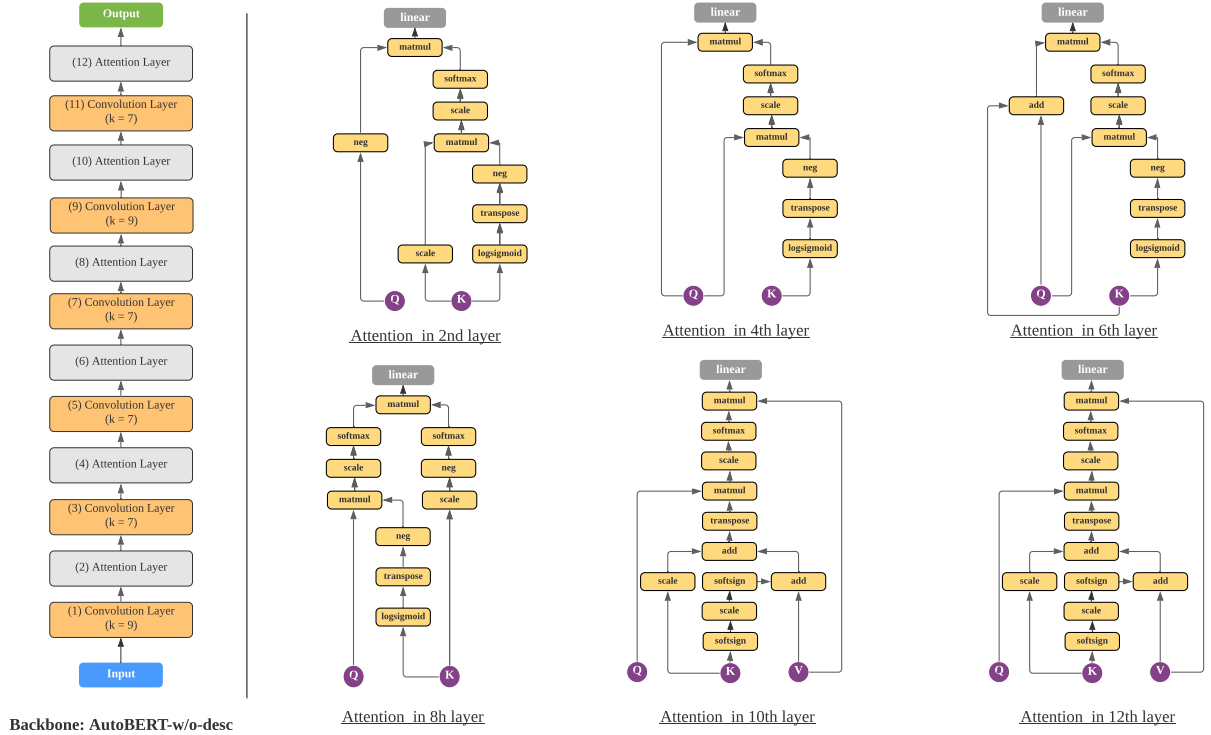 Output
(12) Attention Layer
(11) Convolution Layer
(k = 7)
(10) Attention Layer
(9) Convolution Layer
(k = 9)
(8) Attention Layer
(7) Convolution Layer
(k = 7)
(6) Attention Layer
(5) Convolution Layer
(k = 7)
(4) Attention Layer
(3) Convolution Layer
(k = 7)
(2) Attention Layer
(1) Convolution Layer
(k = 9)
Input
Backbone: AutoBERT-w/o-desc
linear
matmul
softmax
scale
neg
matmul
neg
transpose
scale
logsigmoid
Q
K
Attention in 2nd layer
linear
matmul
softmax
scale
matmul
neg
transpose
logsigmoid
Q
K
Attention in 4th layer
linear
matmul
softmax
add
scale
matmul
neg
transpose
logsigmoid
Q
K
Attention in 6th layer
linear
matmul
softmax
softmax
scale
neg
matmul
scale
neg
transpose
logsigmoid
Q
K
Attention in 8h layer
linear
matmul
softmax
scale
matmul
transpose
add
scale
softsign
add
scale
softsign
Q
K
V
Attention in 10th layer
linear
matmul
softmax
scale
matmul
transpose
add
scale
softsign
add
scale
softsign
Q
K
V
Attention in 12th layer